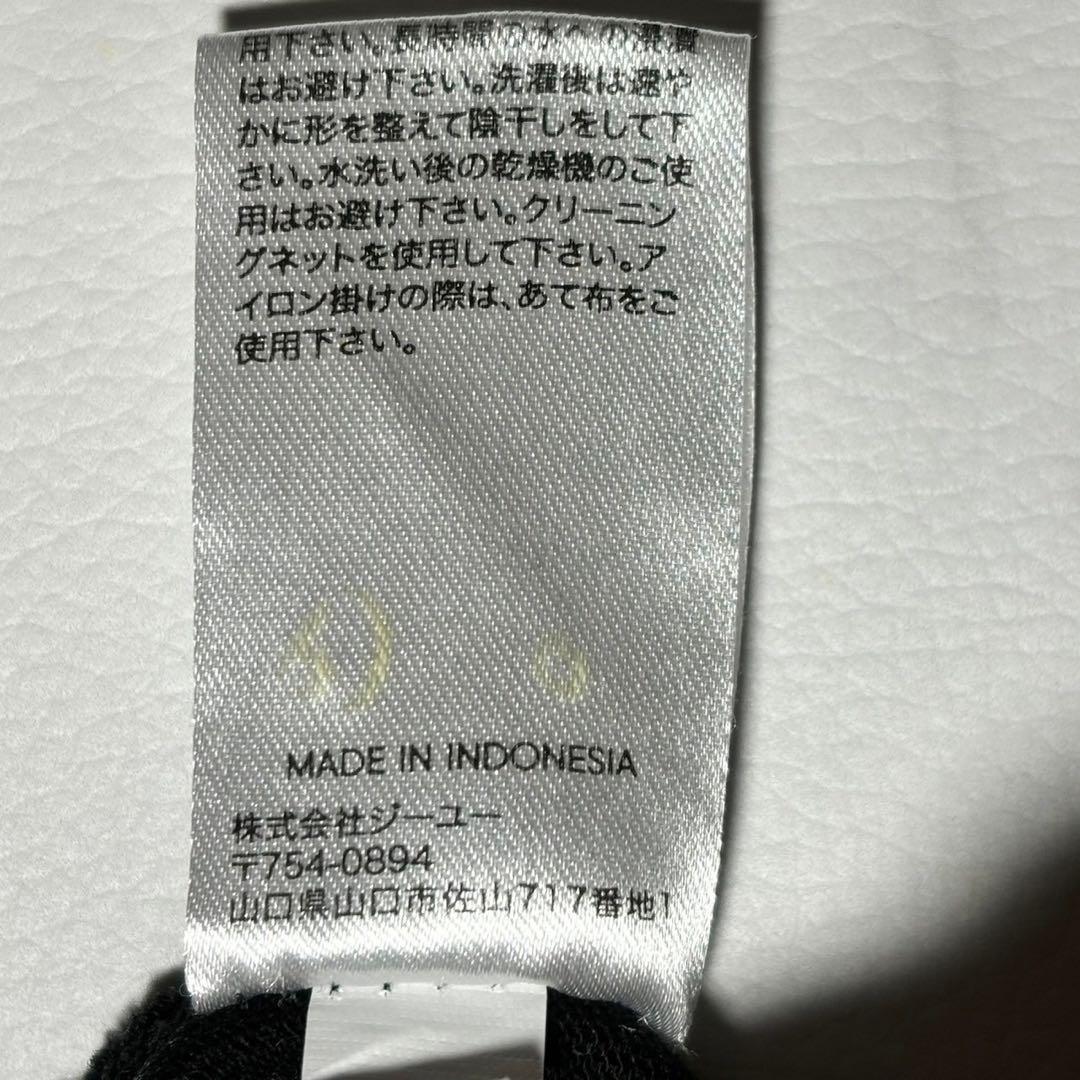 用下さい。長時間の水への浸漬
はお避け下さい。洗濯後は速や
かに形を整えて陰干しをして下
さい。水洗い後の乾燥機のご使
用はお避け下さい。クリーニン
グネットを使用して下さい。ア
イロン掛けの際は、あて布をご
使用下さい。
MADE IN INDONESIA
株式会社ジーユー
〒754-0894
山口県山口市佐山717番地1